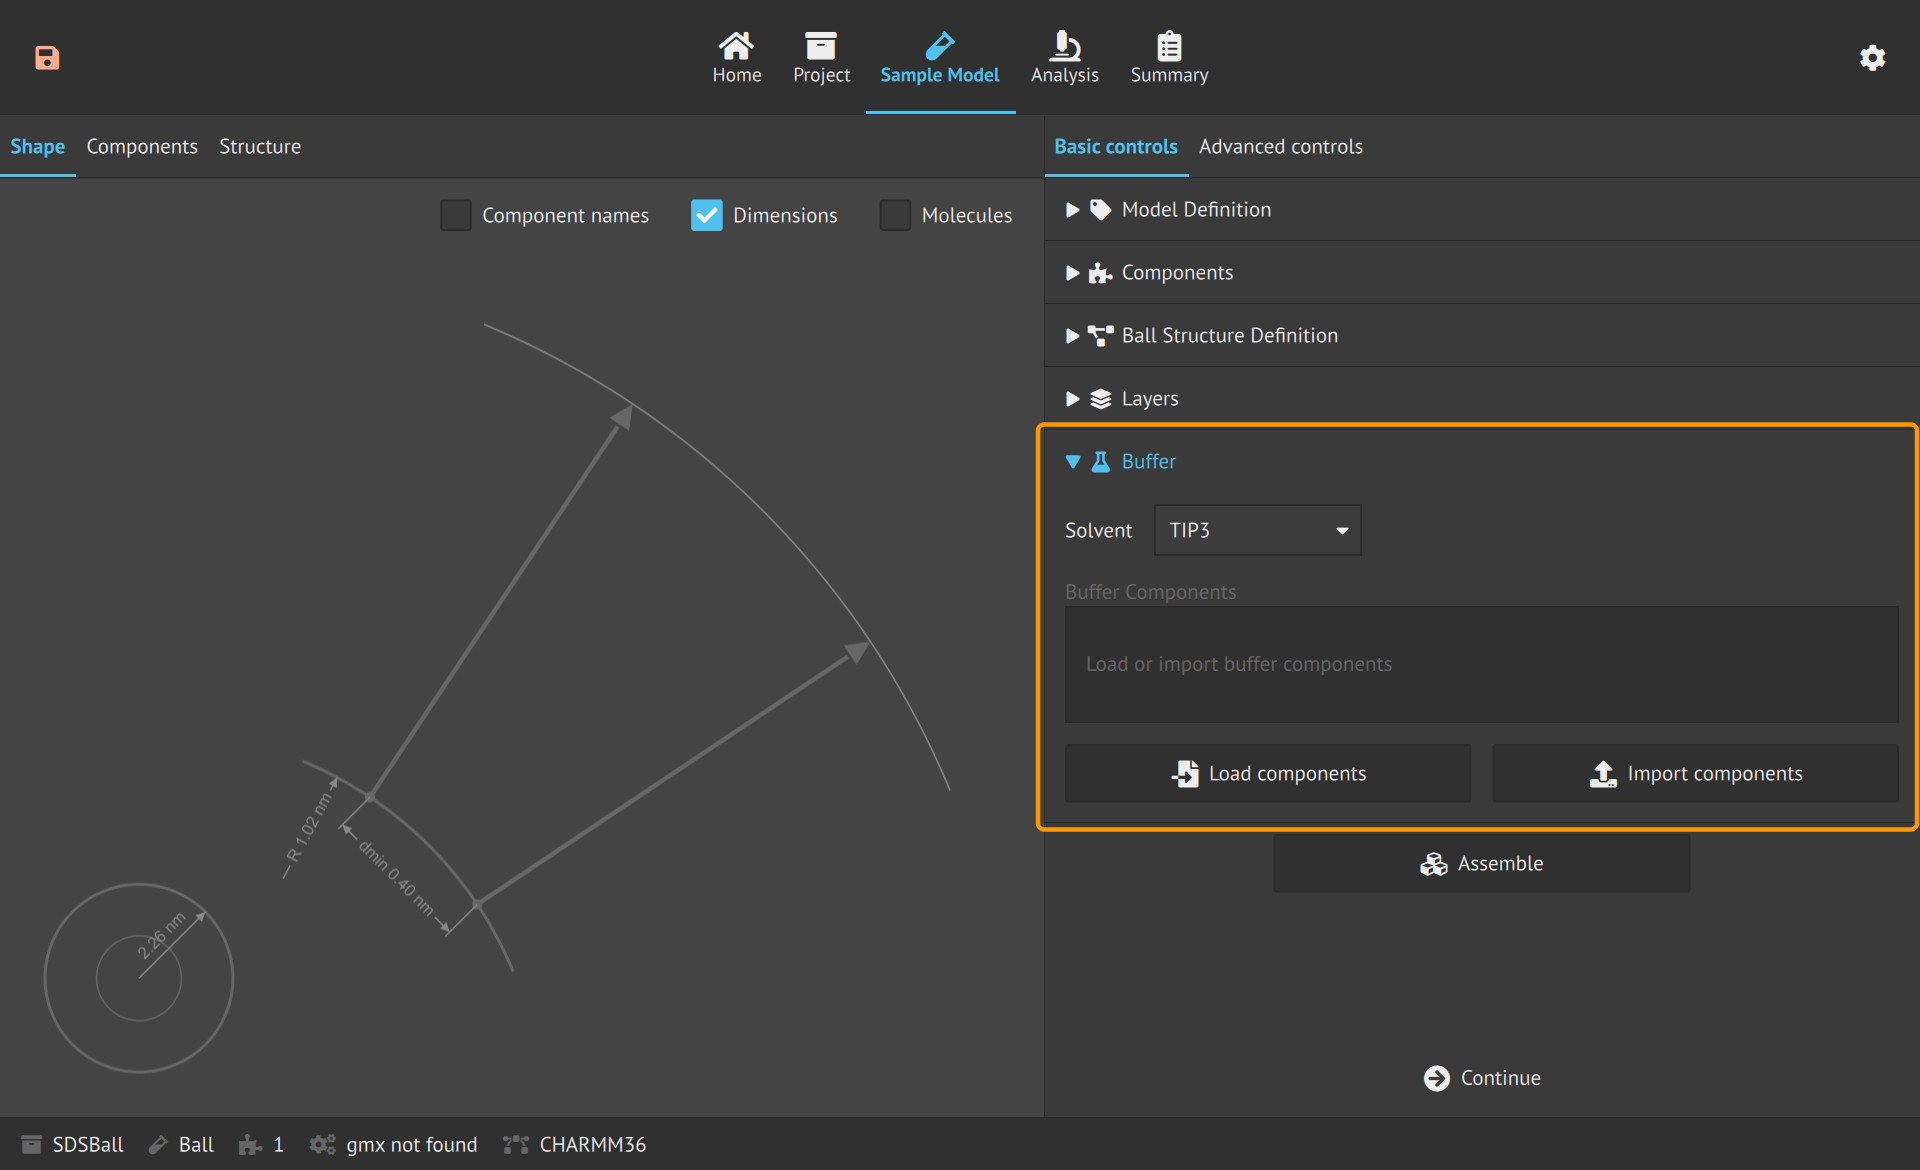 Home Project Sample Model Analysis Summary
Shape Components Structure
Component names Dimensions Molecules
R 1.02 nm
dmin 0.40 nm
2.26 nm
Basic controls Advanced controls
Model Definition
Components
Ball Structure Definition
Layers
Buffer
Solvent TIP3
Buffer Components
Load or import buffer components
Load components Import components
Assemble
Continue
SDSBall Ball 1 gmx not found CHARMM36